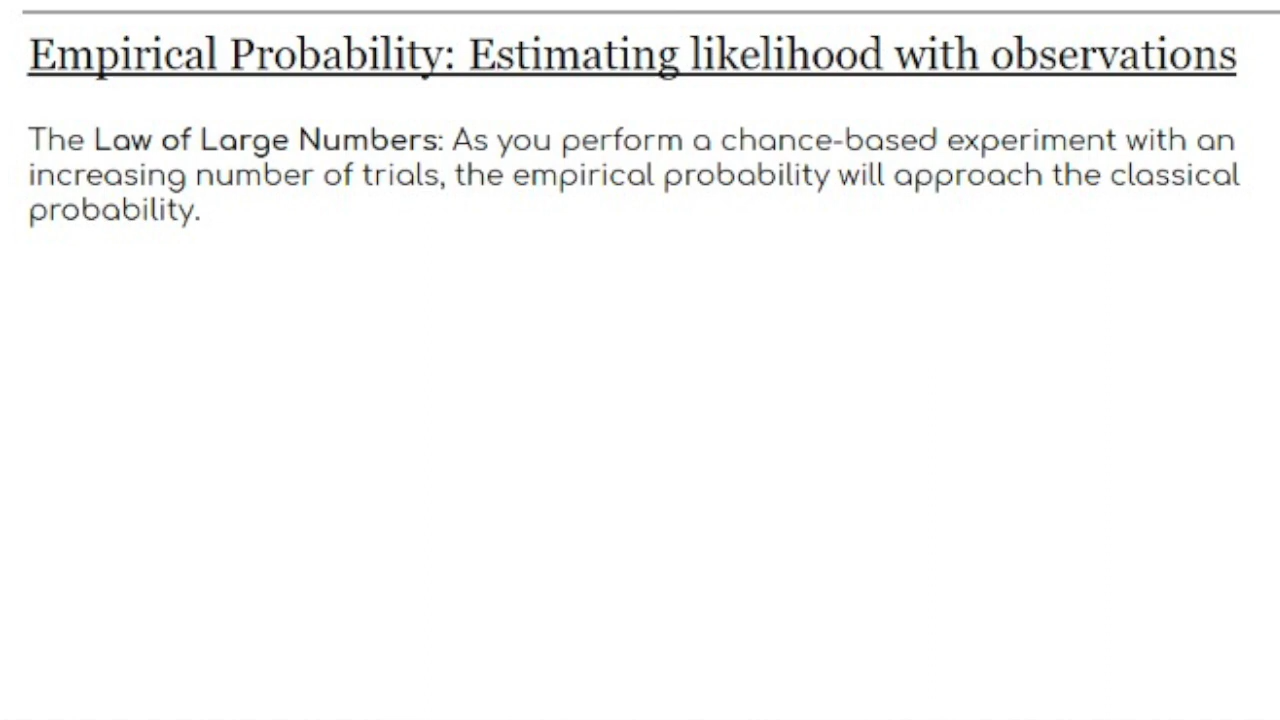 Empirical Probability: Estimating likelihood with observations
The Law of Large Numbers: As you perform a chance-based experiment with an
increasing number of trials, the empirical probability will approach the classical
probability.